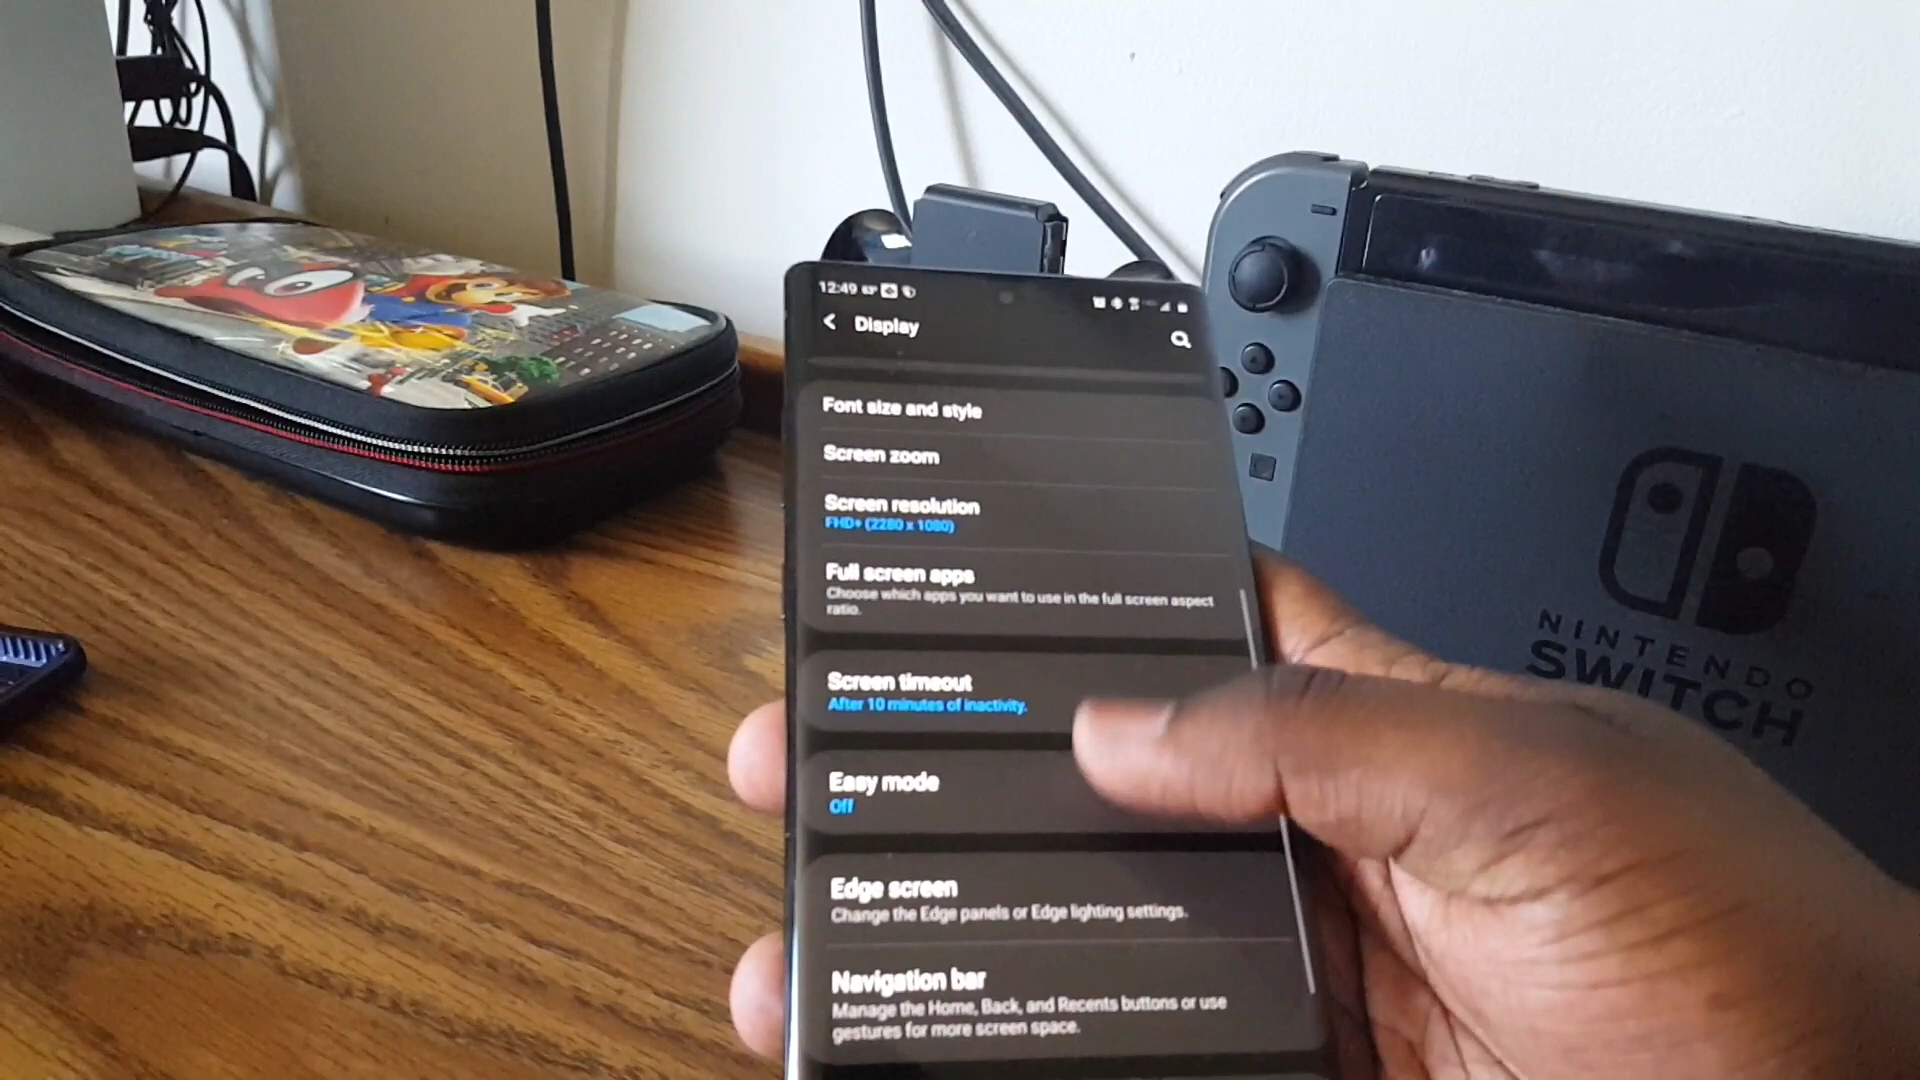 12:49 63°
Display
Font size and style
Screen zoom
Screen resolution
FHD+ (2280 x 1080)
Full screen apps
Choose which apps you want to use in the full screen aspect
ratio.
Screen timeout
After 10 minutes of inactivity.
Easy mode
Off
Edge screen
Change the Edge panels or Edge lighting settings.
Navigation bar
Manage the Home, Back, and Recents buttons or use
gestures for more screen space.
NINTENDO
SWITCH